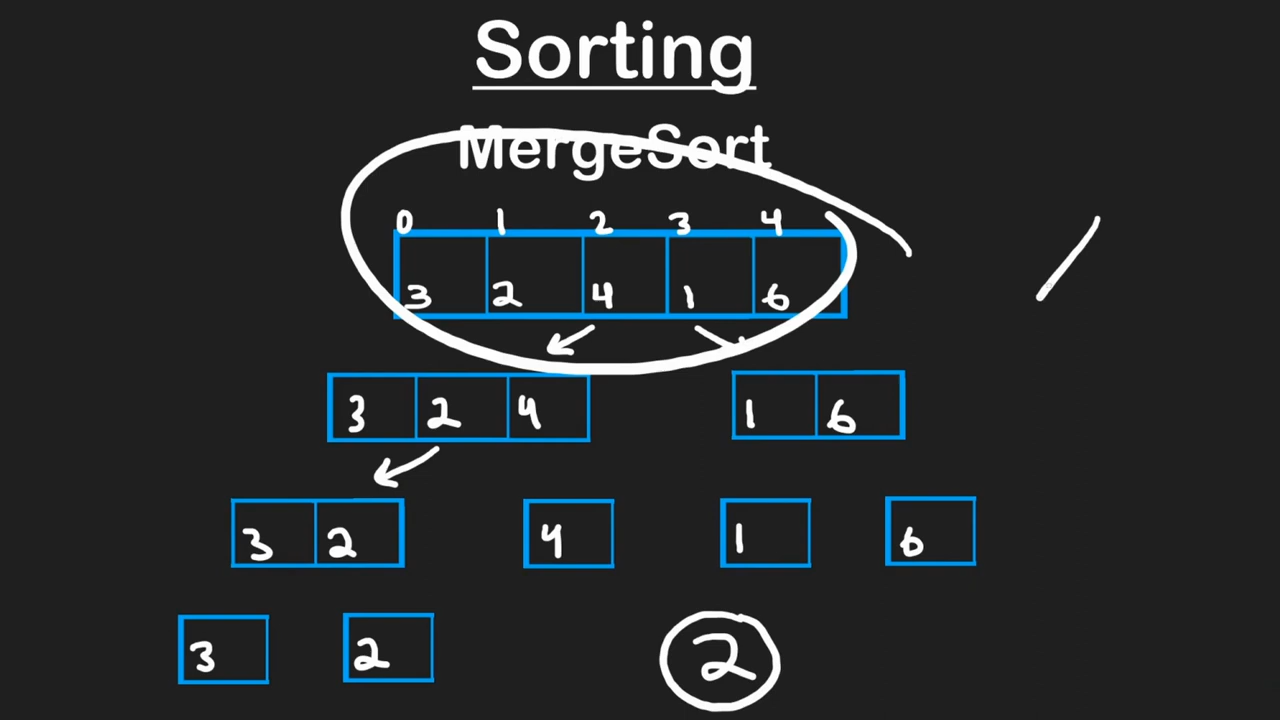 Sorting
MergeSort
0 1 2 3 4
3 2 4 1 6
3 2 4 1 6
3 2 4 1 6
3 2 2